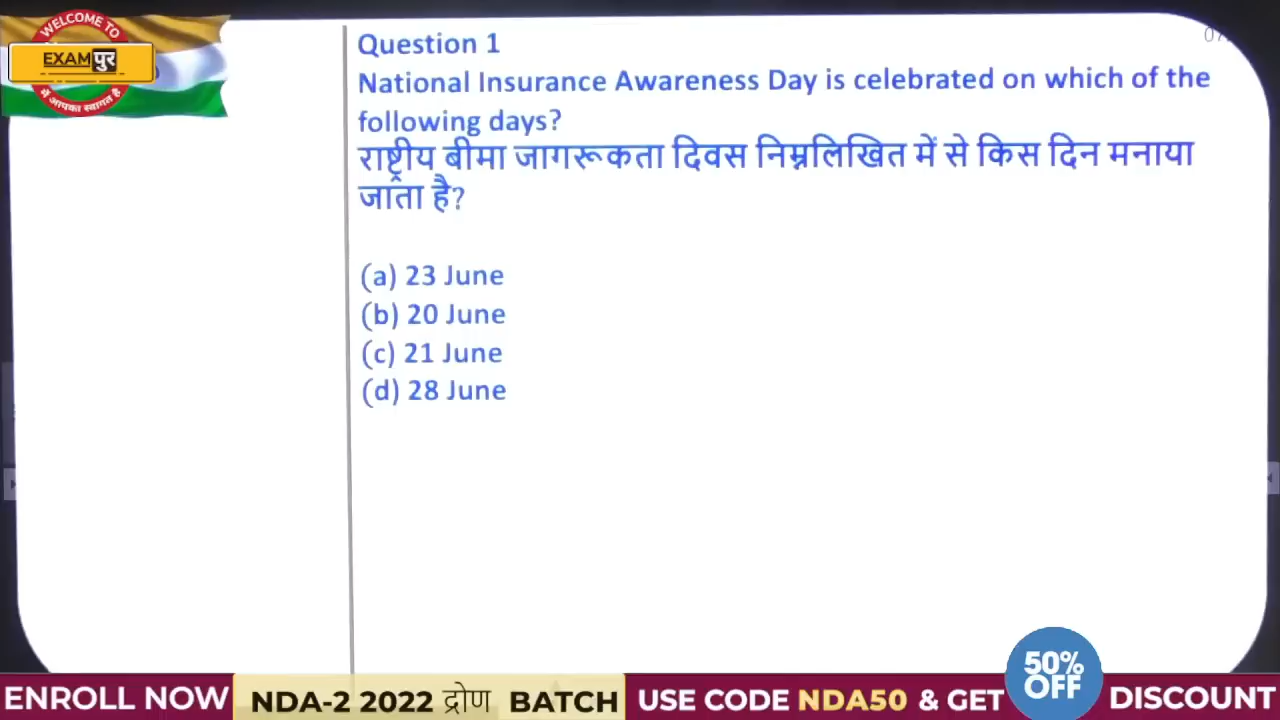 WELCOME TO
EXAMपुर
में आपका स्वागत है
Question 1
National Insurance Awareness Day is celebrated on which of the
following days?
राष्ट्रीय बीमा जागरूकता दिवस निम्नलिखित में से किस दिन मनाया
जाता है?
(a) 23 June
(b) 20 June
(c) 21 June
(d) 28 June
ENROLL NOW
NDA-2 2022 द्रोण BATCH
USE CODE NDA50 & GET
50%
OFF
DISCOUNT